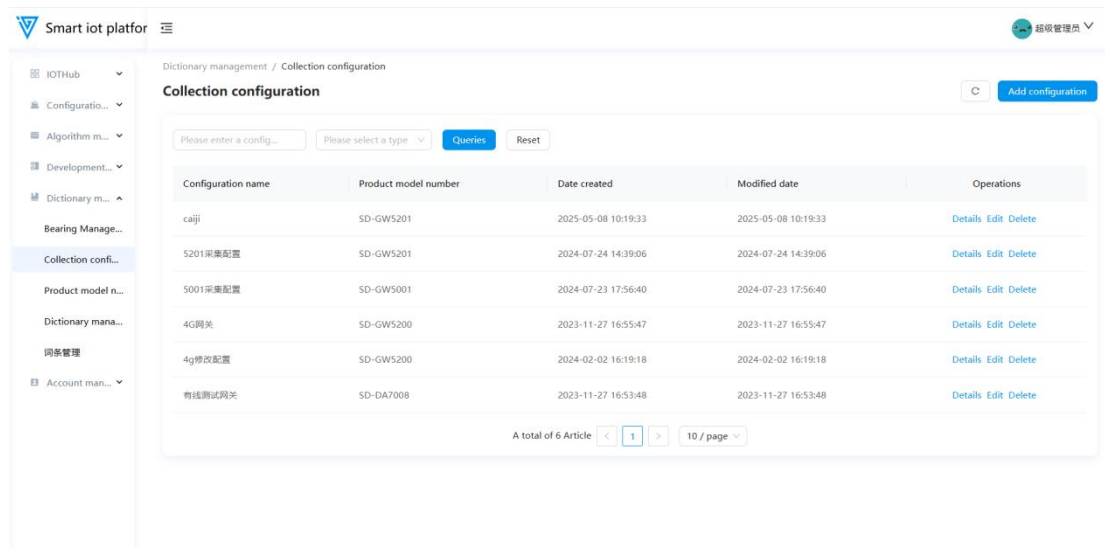 Smart iot platfor
超级管理员
IOTHub
Configuratio...
Algorithm m...
Development...
Dictionary m...
Bearing Manage...
Collection confi...
Product model n...
Dictionary mana...
词条管理
Account man...
Dictionary management / Collection configuration
Collection configuration
Add configuration
Please enter a config... Please select a type Queries Reset
Configuration name Product model number Date created Modified date Operations
caiji SD-GW5201 2025-05-08 10:19:33 2025-05-08 10:19:33 Details Edit Delete
5201采集配置 SD-GW5201 2024-07-24 14:39:06 2024-07-24 14:39:06 Details Edit Delete
5001采集配置 SD-GW5001 2024-07-23 17:56:40 2024-07-23 17:56:40 Details Edit Delete
4G网关 SD-GW5200 2023-11-27 16:55:47 2023-11-27 16:55:47 Details Edit Delete
4g修改配置 SD-GW5200 2024-02-02 16:19:18 2024-02-02 16:19:18 Details Edit Delete
有线测试网关 SD-DA7008 2023-11-27 16:53:48 2023-11-27 16:53:48 Details Edit Delete
A total of 6 Article < 1 > 10 / page